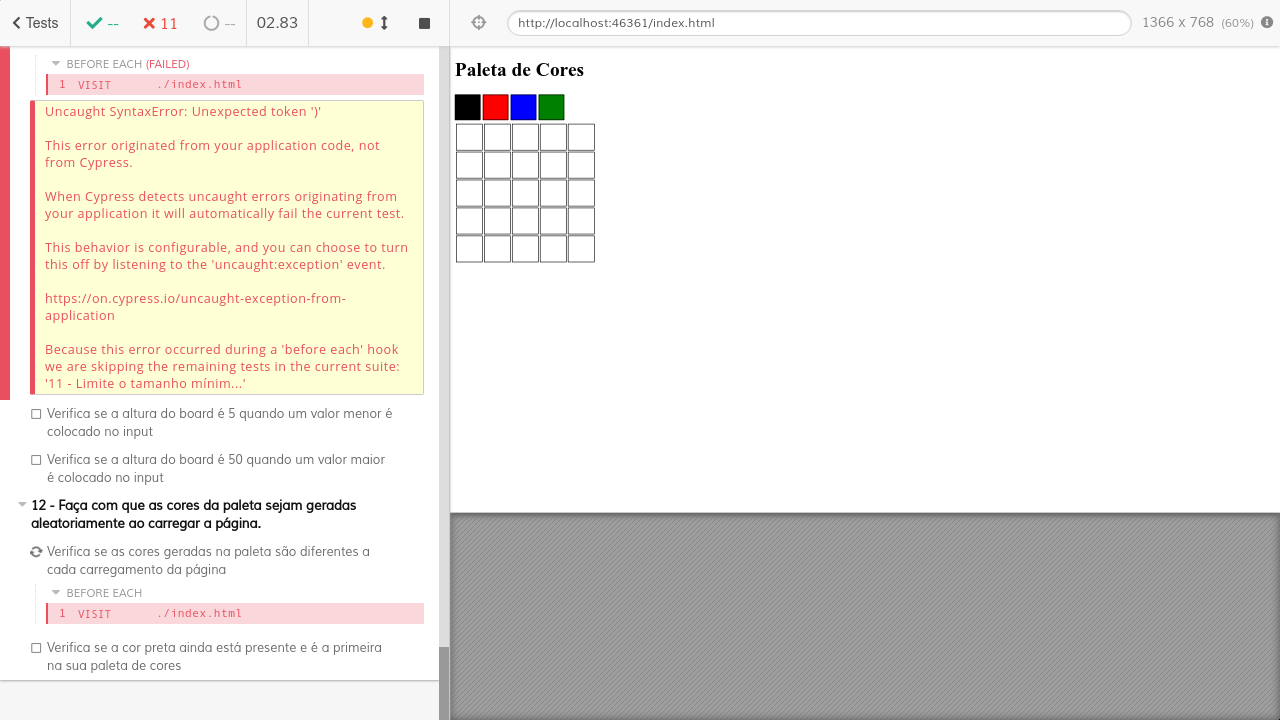 Tests
--
11
--
02.83
http://localhost:46361/index.html
1366 x 768 (60%)
BEFORE EACH (FAILED)
1 VISIT ./index.html
Uncaught SyntaxError: Unexpected token ')'
This error originated from your application code, not
from Cypress.
When Cypress detects uncaught errors originating from
your application it will automatically fail the current test.
This behavior is configurable, and you can choose to turn
this off by listening to the 'uncaught:exception' event.
https://on.cypress.io/uncaught-exception-from-
application
Because this error occurred during a 'before each' hook
we are skipping the remaining tests in the current suite:
'11 - Limite o tamanho mínim...'
Verifica se a altura do board é 5 quando um valor menor é
colocado no input
Verifica se a altura do board é 50 quando um valor maior
é colocado no input
12 - Faça com que as cores da paleta sejam geradas
aleatoriamente ao carregar a página.
Verifica se as cores geradas na paleta são diferentes a
cada carregamento da página
BEFORE EACH
1 VISIT ./index.html
Verifica se a cor preta ainda está presente e é a primeira
na sua paleta de cores
Paleta de Cores